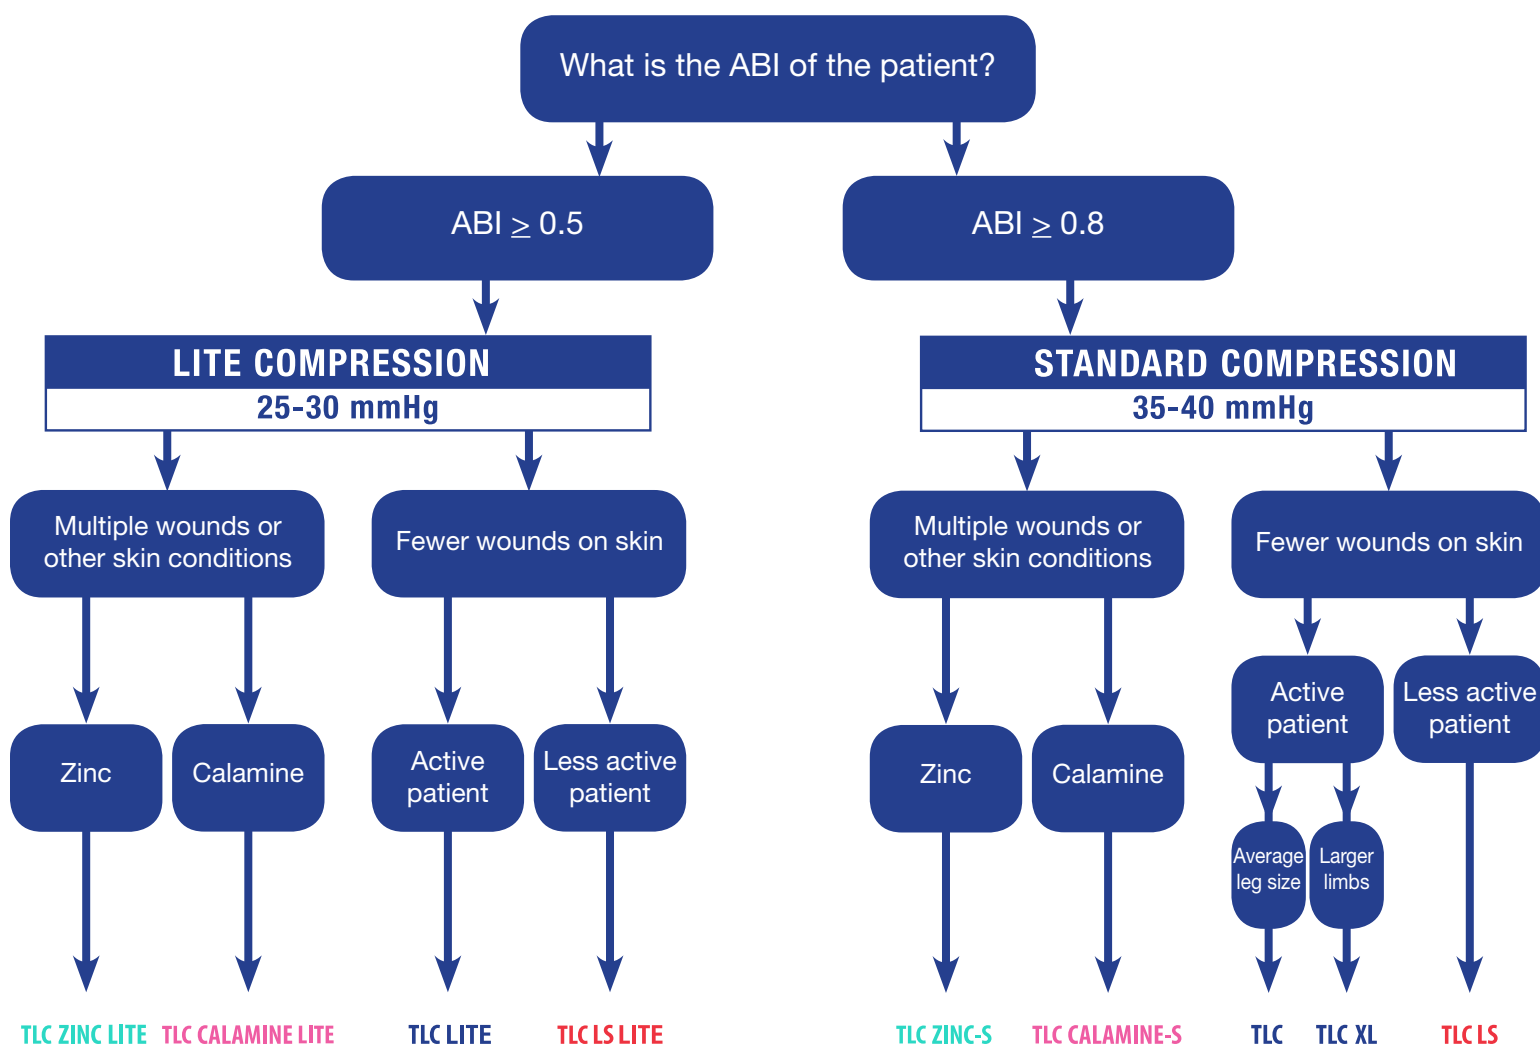 What is the ABI of the patient?
ABI ≥ 0.5
ABI ≥ 0.8
LITE COMPRESSION
25-30 mmHg
STANDARD COMPRESSION
35-40 mmHg
Multiple wounds or
other skin conditions
Fewer wounds on skin
Multiple wounds or
other skin conditions
Fewer wounds on skin
Zinc
Calamine
Active
patient
Less active
patient
Zinc
Calamine
Active
patient
Less active
patient
Average
leg size
Larger
limbs
TLC ZINC LITE
TLC CALAMINE LITE
TLC LITE
TLC LS LITE
TLC ZINC-S
TLC CALAMINE-S
TLC
TLC XL
TLC LS